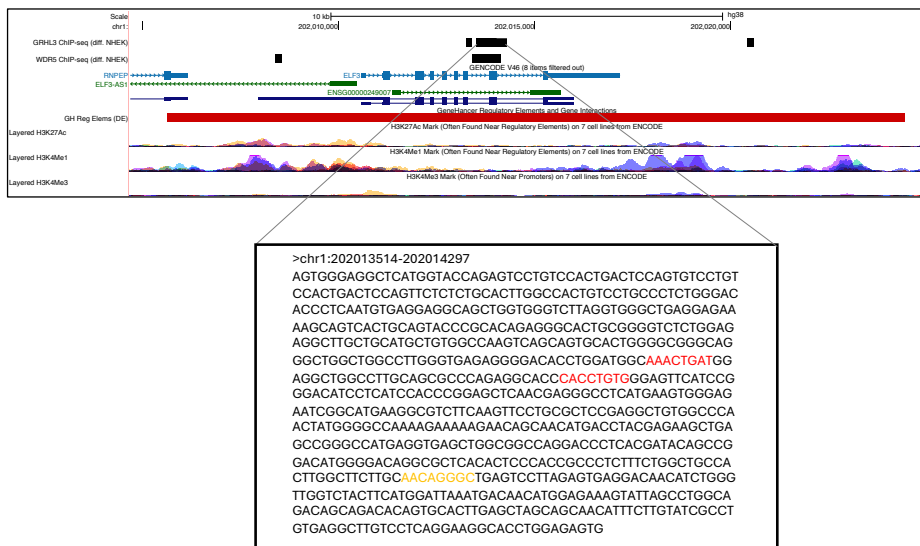 Scale 10 kb hg38
chr1: 202,010,000 202,015,000 202,020,000
GRHL3 ChIP-seq (diff. NHEK)
WDR5 ChIP-seq (diff. NHEK)
GENCODE V46 (8 items filtered out)
RNPEP ELF3
ELF3-AS1
ENSG00000249007
GeneHancer Regulatory Elements and Gene Interactions
GH Reg Elems (DE)
H3K27Ac Mark (Often Found Near Regulatory Elements) on 7 cell lines from ENCODE
Layered H3K27Ac
H3K4Me1 Mark (Often Found Near Regulatory Elements) on 7 cell lines from ENCODE
Layered H3K4Me1
H3K4Me3 Mark (Often Found Near Promoters) on 7 cell lines from ENCODE
Layered H3K4Me3
>chr1:202013514-202014297
AGTGGGAGGCTCATGGTACCAGAGTCCTGTCCACTGACTCCAGTGTCCTGT
CCACTGACTCCAGTTCTCTCTGCACTTGGCCACTGTCCTGCCCTCTGGGAC
ACCCTCAATGTGAGGAGGCAGCTGGTGGGTCTTAGGTGGGCTGAGGAGAA
AAGCAGTCACTGCAGTACCCGCACAGAGGGCACTGCGGGGTCTCTGGAG
AGGCTTGCTGCATGCTGTGGCCAAGTCAGCAGTGCACTGGGGCGGGCAG
GGCTGGCTGGCCTTGGGTGAGAGGGGACACCTGGATGGCAAACTGATGG
AGGCTGGCCTTGCAGCGCCCAGAGGCACCCACCTGTGGGAGTTCATCCG
GGACATCCTCATCCACCCGGAGCTCAACGAGGGCCTCATGAAGTGGGAG
AATCGGCATGAAGGCGTCTTCAAGTTCCTGCGCTCCGAGGCTGTGGCCCA
ACTATGGGGCCAAAAGAAAAAGAACAGCAACATGACCTACGAGAAGCTGA
GCCGGGCCATGAGGTGAGCTGGCGGCCAGGACCCTCACGATACAGCCG
GACATGGGGACAGGCGCTCACACTCCCACCGCCCTCTTTCTGGCTGCCA
CTTGGCTTCTTGCAACAGGGCTGAGTCCTTAGAGTGAGGACAACATCTGGG
TTGGTCTACTTCATGGATTAAATGACAACATGGAGAAAGTATTAGCCTGGCA
GACAGCAGACACAGTGCACTTGAGCTAGCAGCAACATTTCTTGTATCGCCT
GTGAGGCTTGTCCTCAGGAAGGCACCTGGAGAGTG